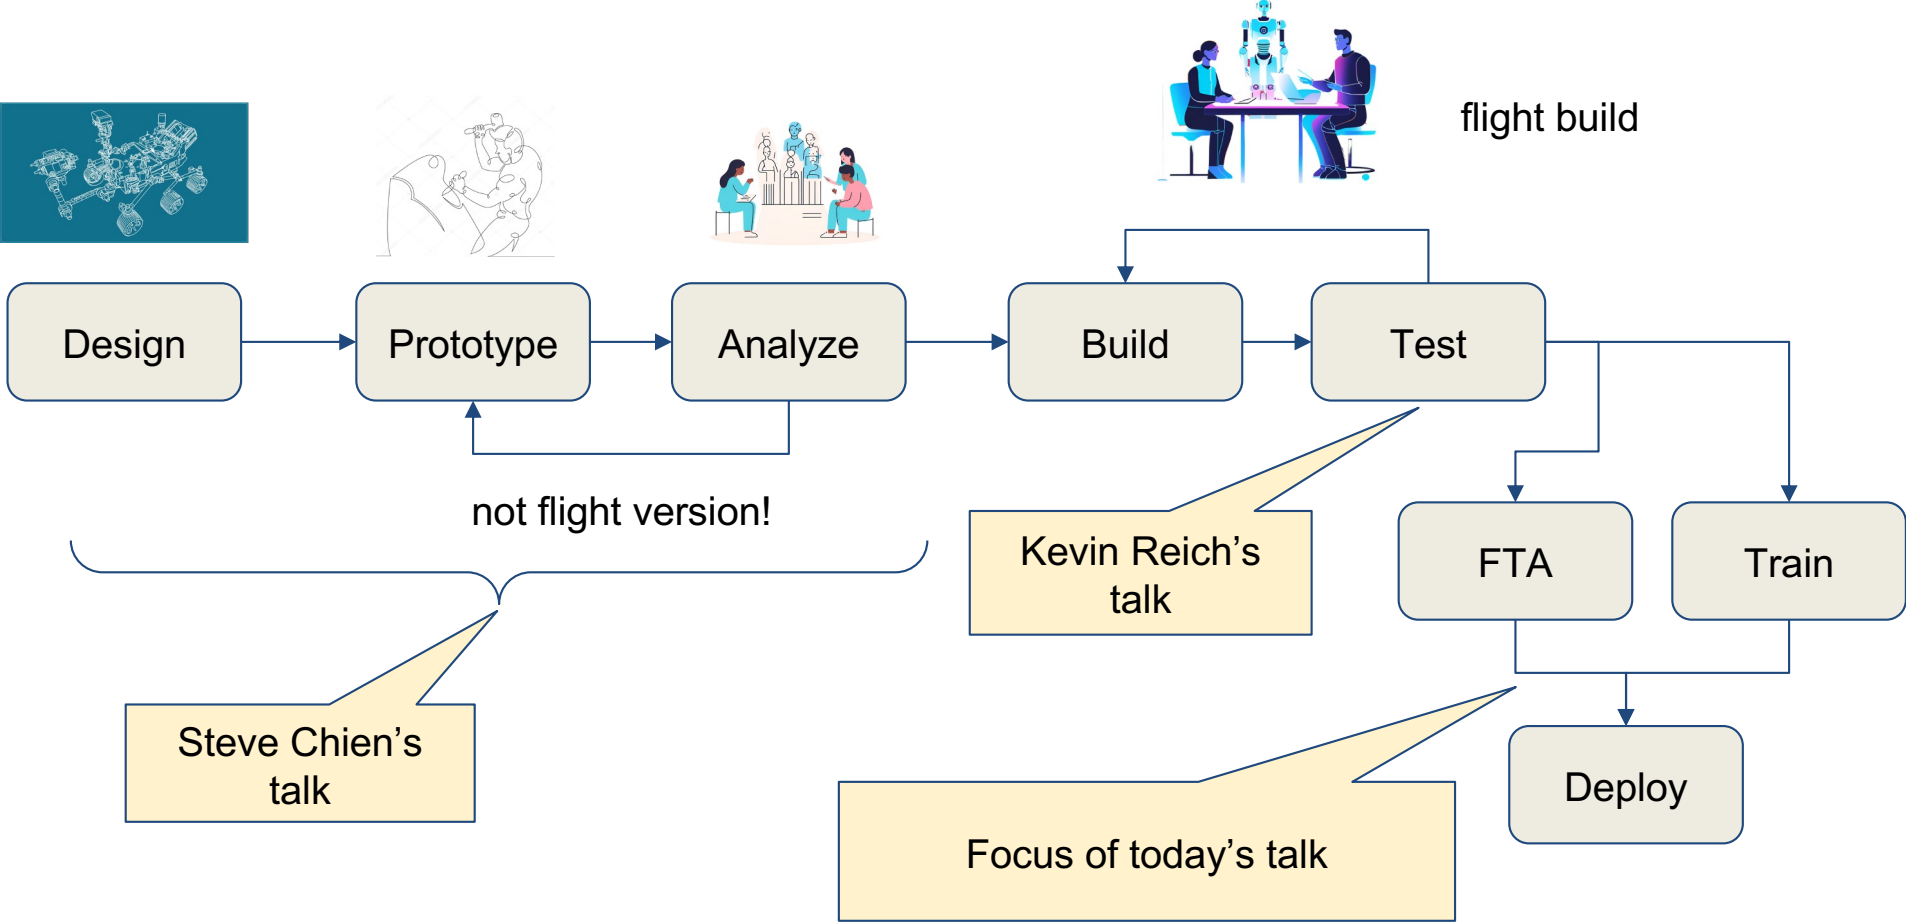 flight build
Design
Prototype
Analyze
Build
Test
not flight version!
Kevin Reich’s
talk
FTA
Train
Steve Chien’s
talk
Deploy
Focus of today’s talk